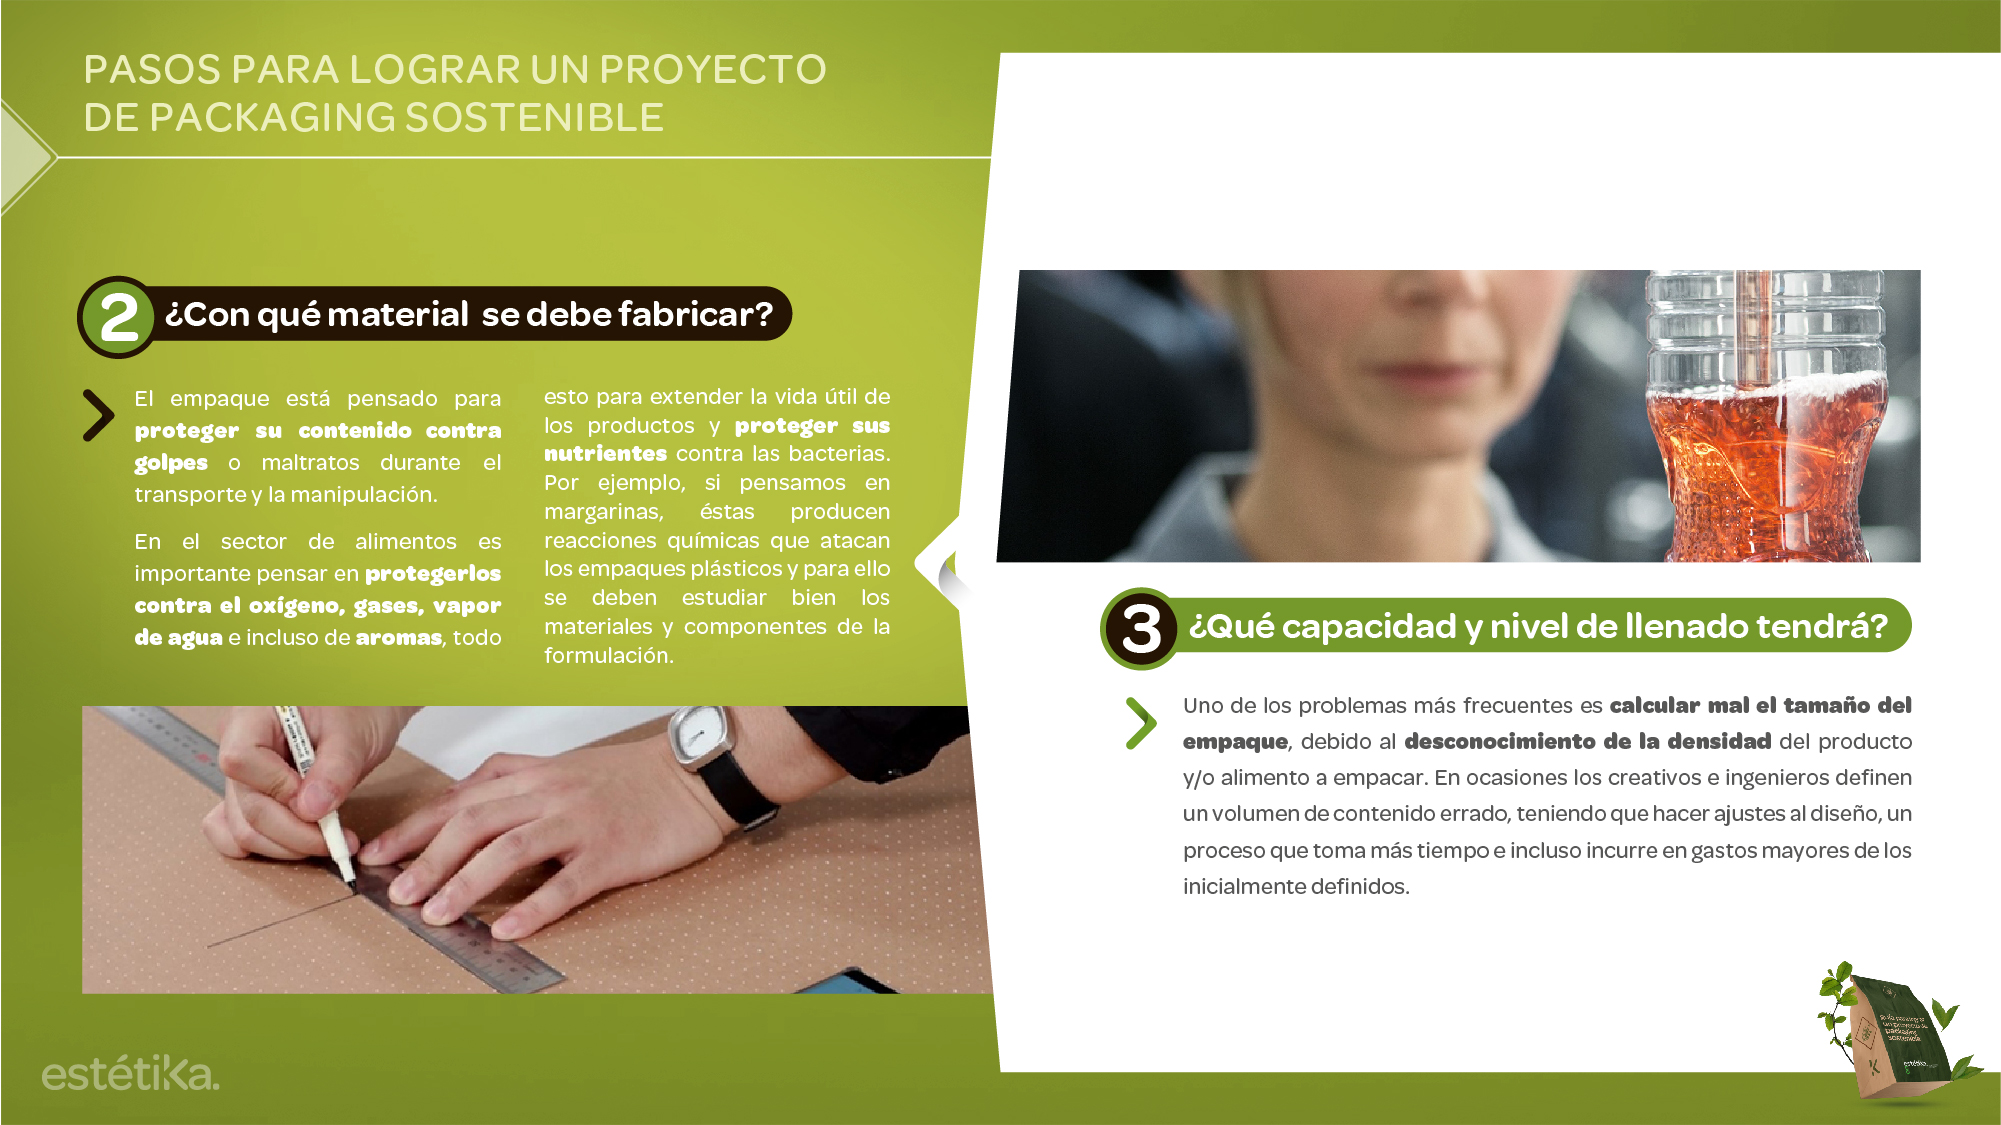 PASOS PARA LOGRAR UN PROYECTO
DE PACKAGING SOSTENIBLE
2 ¿Con qué material se debe fabricar?
El empaque está pensado para
proteger su contenido contra
golpes o maltratos durante el
transporte y la manipulación.
En el sector de alimentos es
importante pensar en protegerlos
contra el oxígeno, gases, vapor
de agua e incluso de aromas, todo
esto para extender la vida útil de
los productos y proteger sus
nutrientes contra las bacterias.
Por ejemplo, si pensamos en
margarinas, éstas producen
reacciones químicas que atacan
los empaques plásticos y para ello
se deben estudiar bien los
materiales y componentes de la
formulación.
3 ¿Qué capacidad y nivel de llenado tendrá?
Uno de los problemas más frecuentes es calcular mal el tamaño del
empaque, debido al desconocimiento de la densidad del producto
y/o alimento a empacar. En ocasiones los creativos e ingenieros definen
un volumen de contenido errado, teniendo que hacer ajustes al diseño, un
proceso que toma más tiempo e incluso incurre en gastos mayores de los
inicialmente definidos.
estétika.
un proyecto de
packaging
sostenible
estétika.